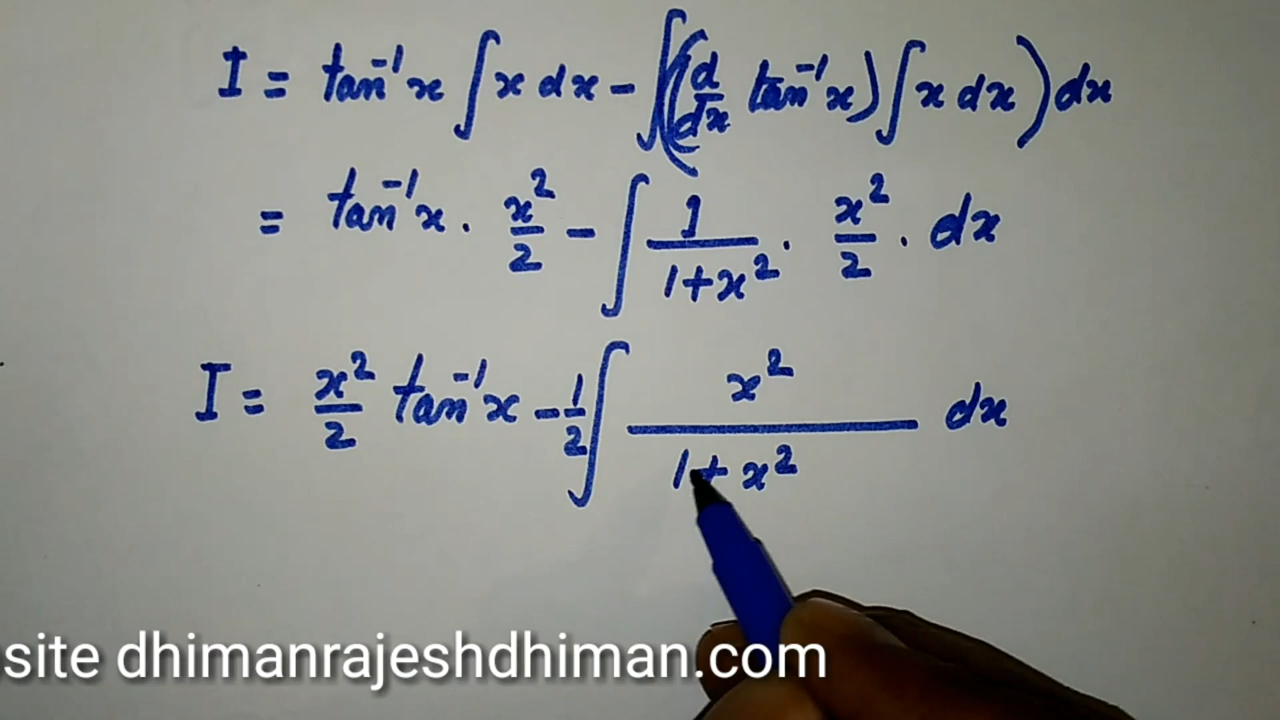 I = tan⁻¹x ∫ x dx − ∫((d/dx tan⁻¹x) ∫ x dx) dx
= tan⁻¹x · x²/2 − ∫ 1/(1+x²) · x²/2 · dx
I = x²/2 tan⁻¹x − 1/2 ∫ x²/(1+x²) dx
site dhimanrajeshdhiman.com